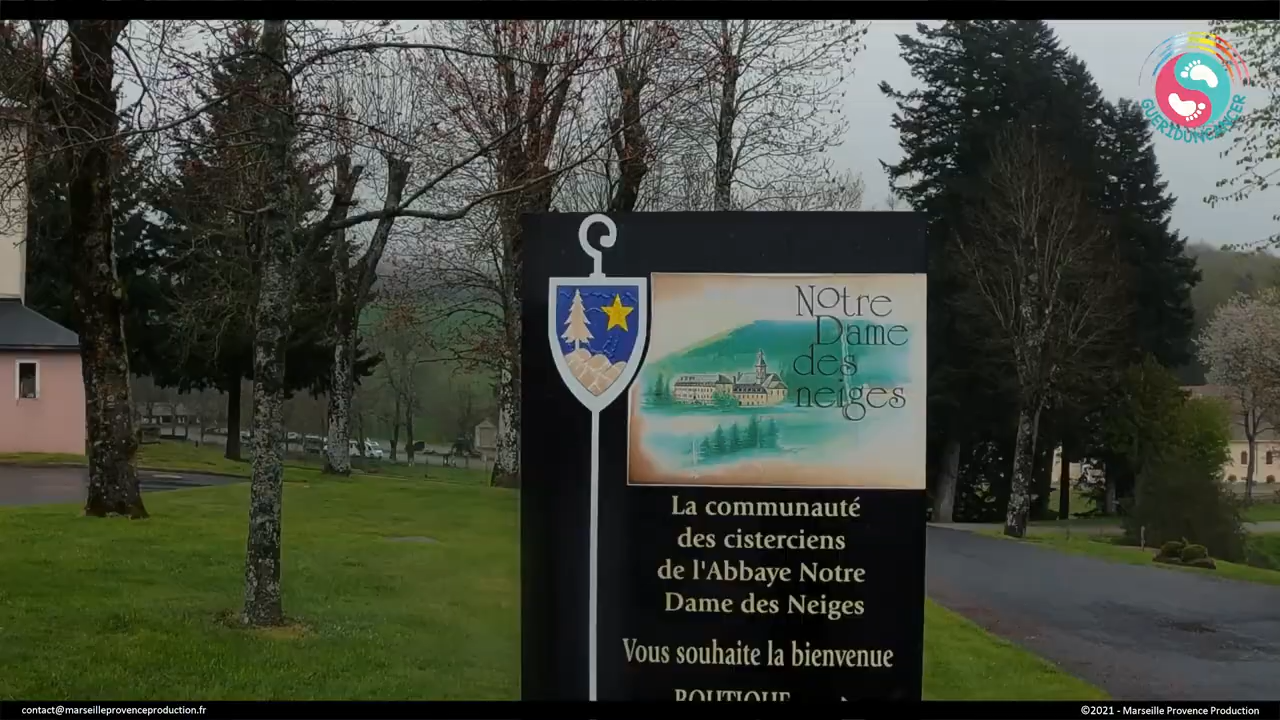 GUERIDUNCANCER
Notre
Dame
des
neiges
La communauté
des cisterciens
de l'Abbaye Notre
Dame des Neiges
Vous souhaite la bienvenue
BOUTIQUE
contact@marseilleprovenceproduction.fr
©2021 - Marseille Provence Production